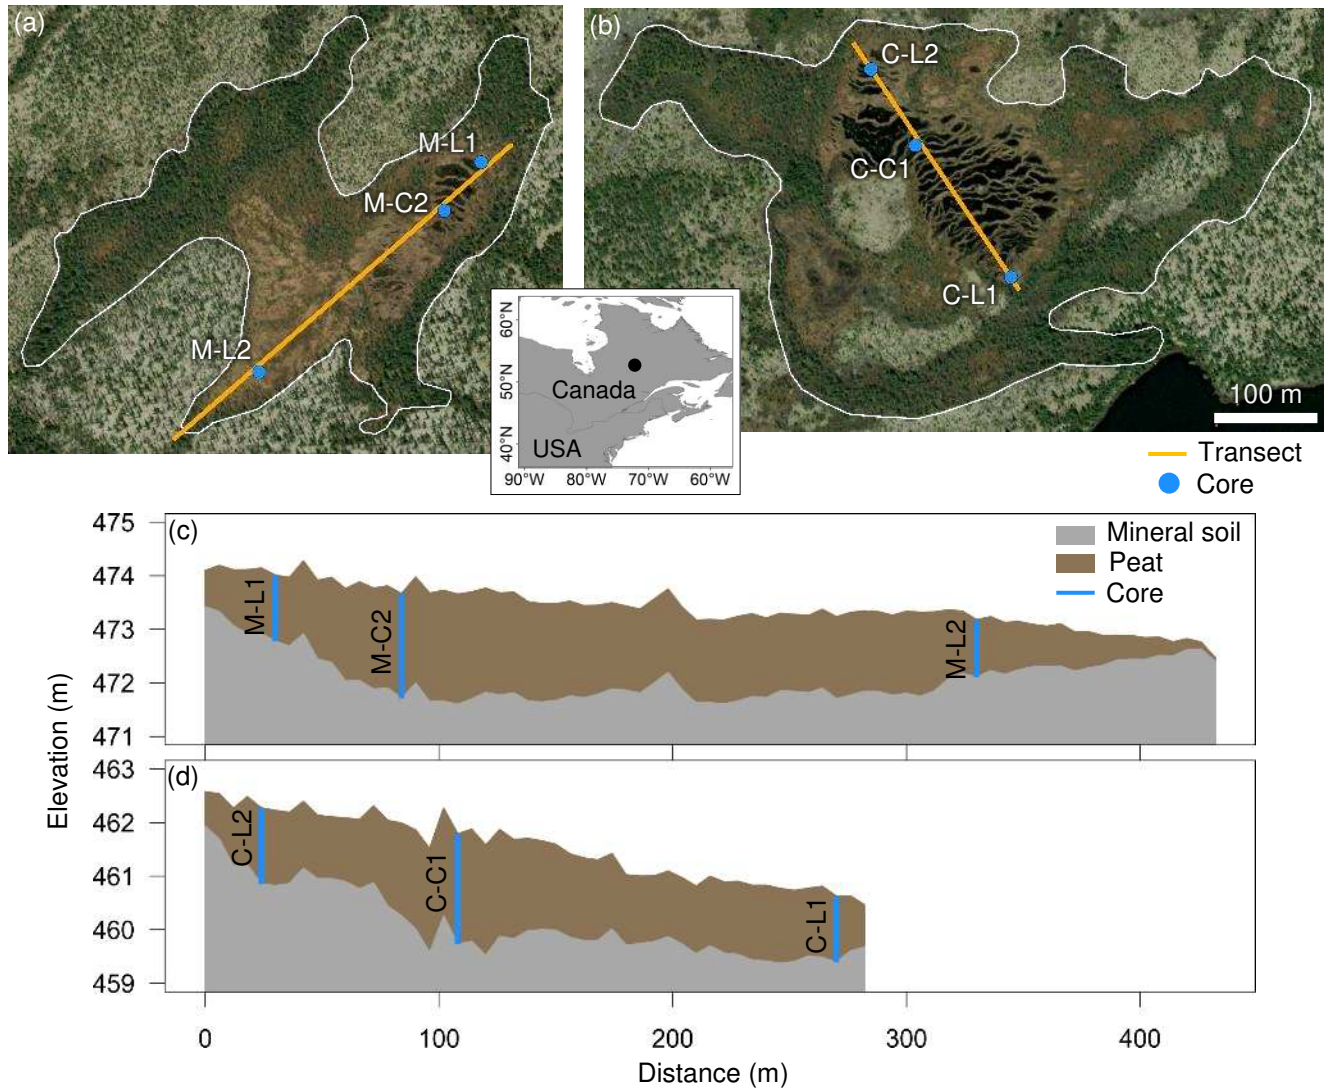 (a)
M-L1
M-C2
M-L2
(b)
C-L2
C-C1
C-L1
100 m
60°N
50°N
40°N
Canada
USA
90°W 80°W 70°W 60°W
Transect
Core
Elevation (m)
475
474
473
472
471
(c)
M-L1
M-C2
M-L2
Mineral soil
Peat
Core
463
462
461
460
459
(d)
C-L2
C-C1
C-L1
0 100 200 300 400
Distance (m)